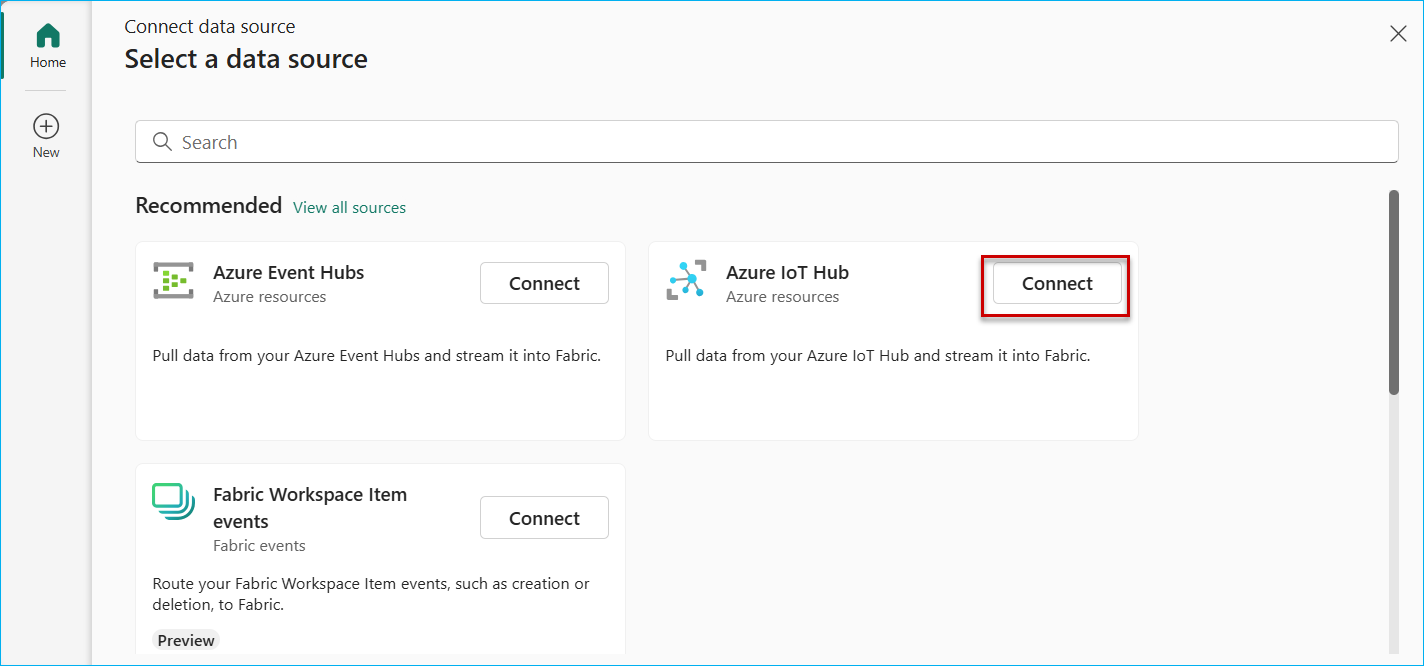 Home
New
Connect data source
Select a data source
Search
Recommended View all sources
Azure Event Hubs
Azure resources
Connect
Pull data from your Azure Event Hubs and stream it into Fabric.
Azure IoT Hub
Azure resources
Connect
Pull data from your Azure IoT Hub and stream it into Fabric.
Fabric Workspace Item
events
Fabric events
Connect
Route your Fabric Workspace Item events, such as creation or
deletion, to Fabric.
Preview